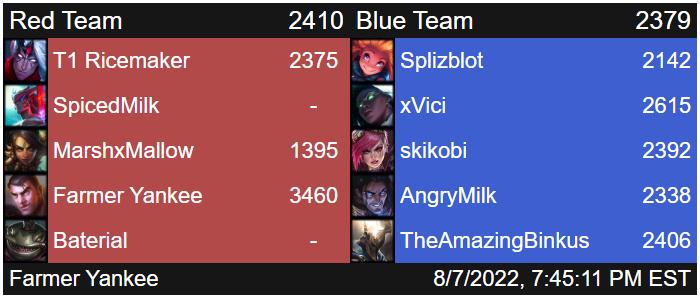 Red Team 2410 Blue Team 2379
T1 Ricemaker 2375 Splizblot 2142
SpicedMilk - xVici 2615
MarshxMallow 1395 skikobi 2392
Farmer Yankee 3460 AngryMilk 2338
Baterial - TheAmazingBinkus 2406
Farmer Yankee 8/7/2022, 7:45:11 PM EST